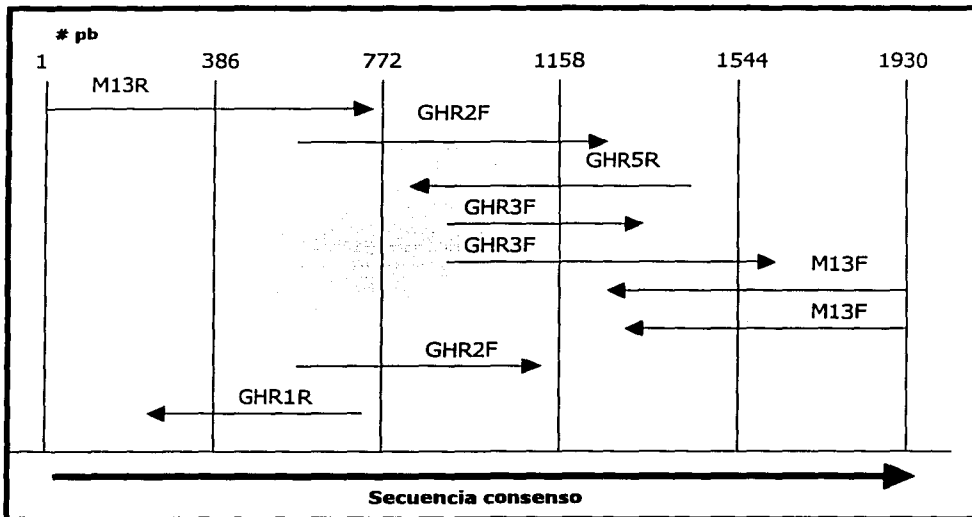 # pb
1 386 772 1158 1544 1930
M13R
GHR2F
GHR5R
GHR3F
GHR3F
M13F
M13F
GHR2F
GHR1R
Secuencia consenso